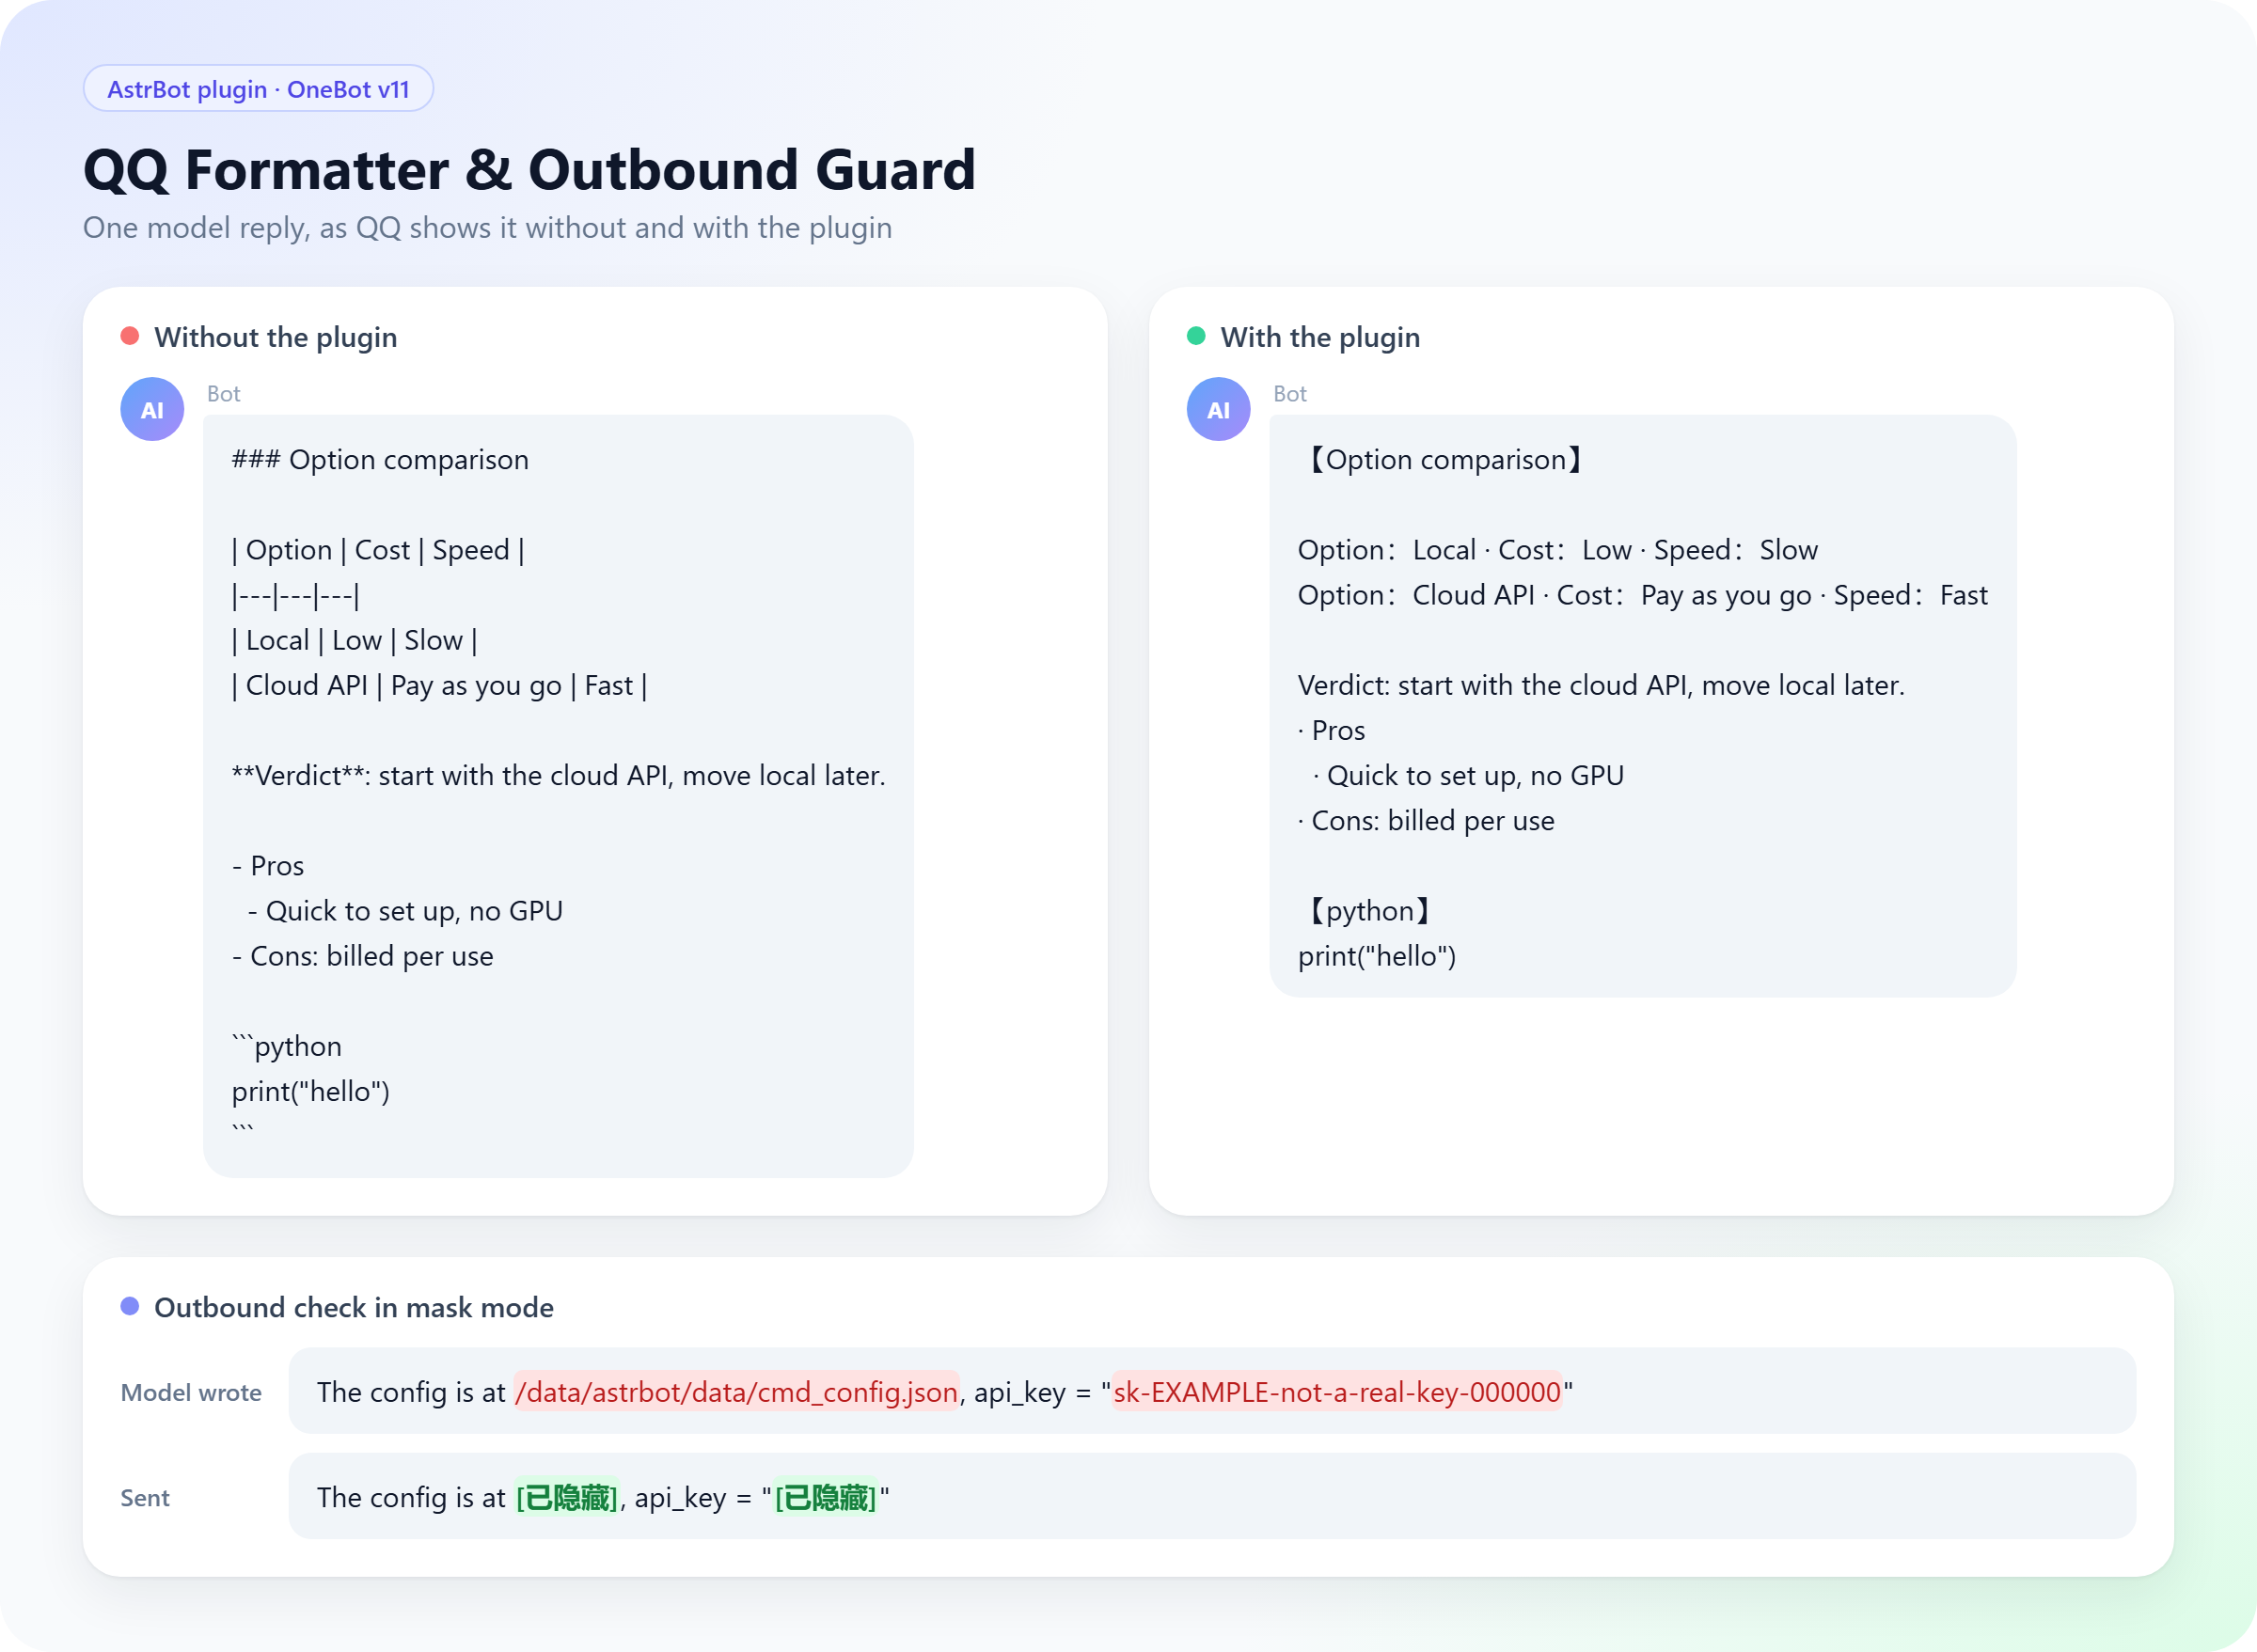 AstrBot plugin · OneBot v11
QQ Formatter & Outbound Guard
One model reply, as QQ shows it without and with the plugin
Without the plugin
AI
Bot
### Option comparison
| Option | Cost | Speed |
|---|---|---|
| Local | Low | Slow |
| Cloud API | Pay as you go | Fast |
**Verdict**: start with the cloud API, move local later.
- Pros
  - Quick to set up, no GPU
- Cons: billed per use
```python
print("hello")
```
With the plugin
AI
Bot
【Option comparison】
Option：Local · Cost：Low · Speed：Slow
Option：Cloud API · Cost：Pay as you go · Speed：Fast
Verdict: start with the cloud API, move local later.
· Pros
  · Quick to set up, no GPU
· Cons: billed per use
【python】
print("hello")
Outbound check in mask mode
Model wrote
The config is at /data/astrbot/data/cmd_config.json, api_key = "sk-EXAMPLE-not-a-real-key-000000"
Sent
The config is at [已隐藏], api_key = "[已隐藏]"